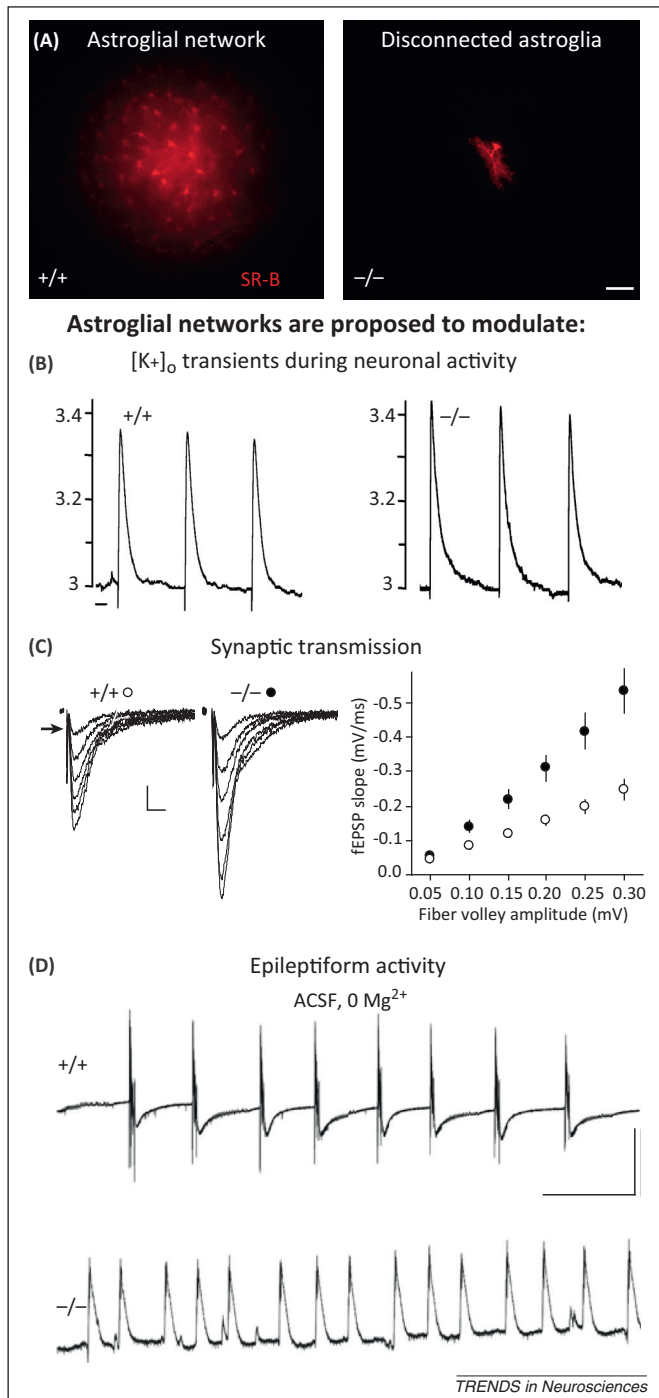 (A) Astroglial network
Disconnected astroglia
+/+
SR-B
–/–
Astroglial networks are proposed to modulate:
(B) [K+]o transients during neuronal activity
3.4
3.2
3
+/+
3.4
3.2
3
–/–
(C) Synaptic transmission
+/+ ○
–/– ●
fEPSP slope (mV/ms)
-0.5
-0.4
-0.3
-0.2
-0.1
0.0
0.05 0.10 0.15 0.20 0.25 0.30
Fiber volley amplitude (mV)
(D) Epileptiform activity
ACSF, 0 Mg²⁺
+/+
–/–
TRENDS in Neurosciences